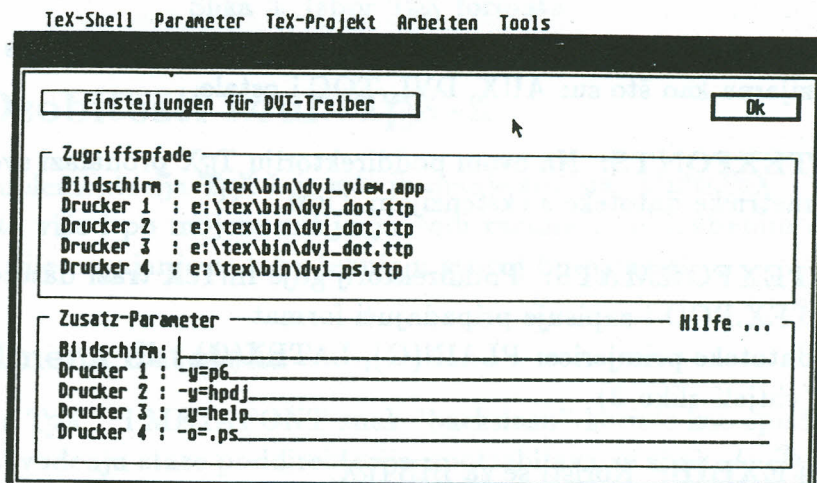 TeX-Shell Parameter TeX-Projekt Arbeiten Tools
Einstellungen für DVI-Treiber
Ok
Zugriffspfade
Bildschirm : e:\tex\bin\dvi_view.app
Drucker 1 : e:\tex\bin\dvi_dot.ttp
Drucker 2 : e:\tex\bin\dvi_dot.ttp
Drucker 3 : e:\tex\bin\dvi_dot.ttp
Drucker 4 : e:\tex\bin\dvi_ps.ttp
Zusatz-Parameter
Hilfe ...
Bildschirm:
Drucker 1 : -y=p6
Drucker 2 : -y=hpdj
Drucker 3 : -y=help
Drucker 4 : -o=.ps